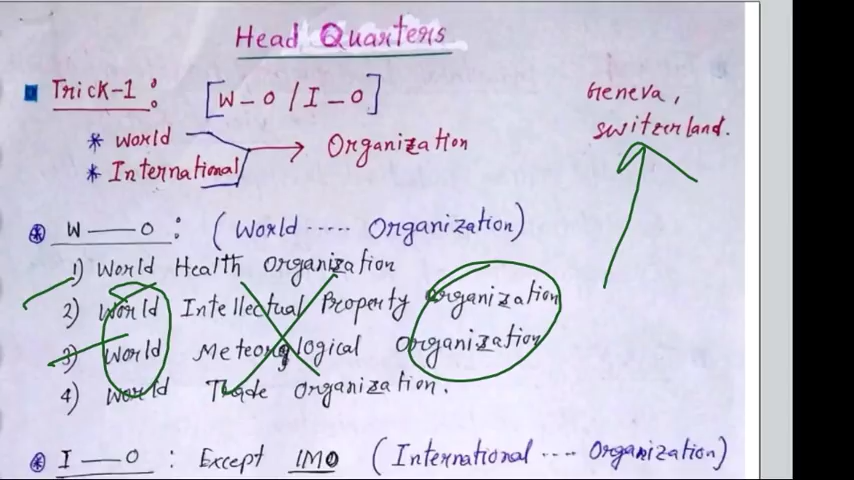 Head Quarters
Trick-1: [W-O / I-O]
Geneva,
Switzerland.
* World
* International → Organization
W — O : (World ..... Organization)
1) World Health Organization
2) World Intellectual Property Organization
3) World Meteorological Organization
4) World Trade Organization.
I — O : Except IMO (International .... Organization)